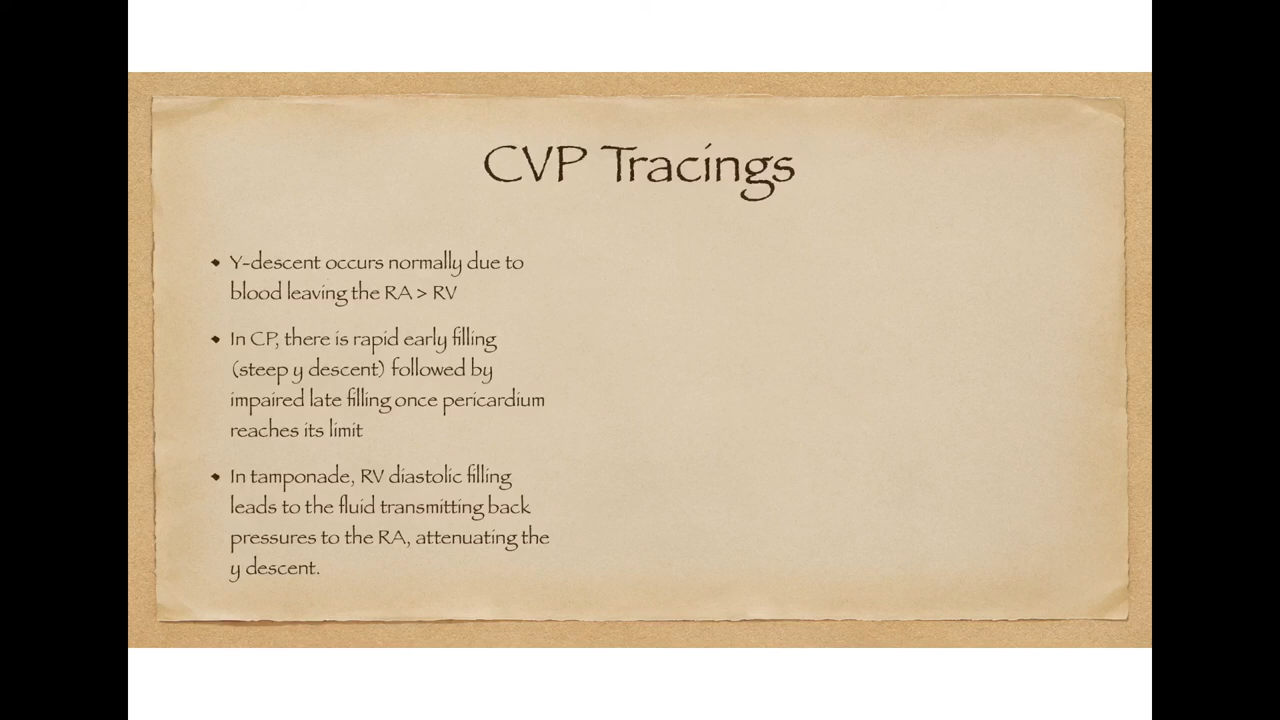 CVP Tracings
• Y-descent occurs normally due to
blood leaving the RA > RV
• In CP, there is rapid early filling
(steep y descent) followed by
impaired late filling once pericardium
reaches its limit
• In tamponade, RV diastolic filling
leads to the fluid transmitting back
pressures to the RA, attenuating the
y descent.